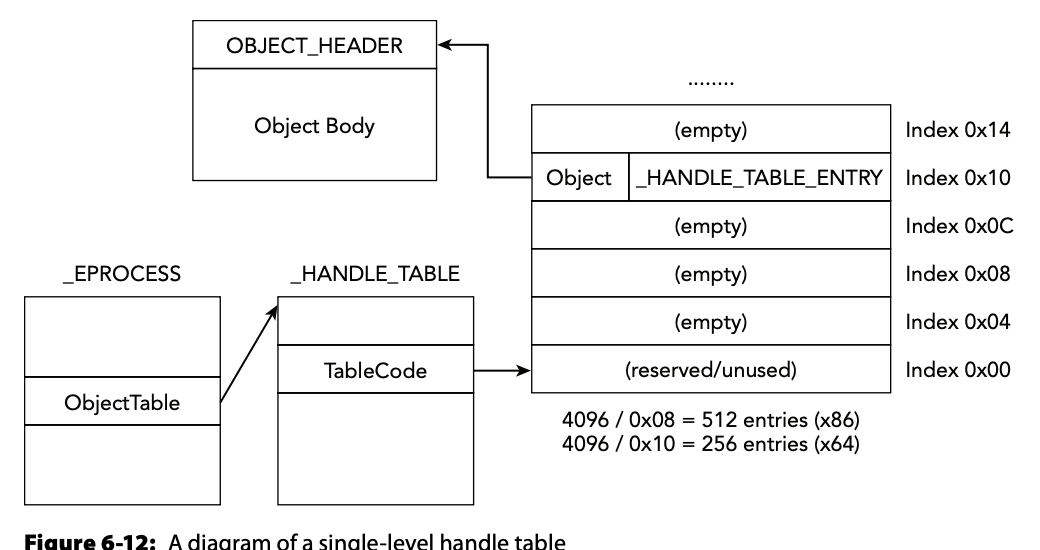 OBJECT_HEADER
Object Body
........
(empty) Index 0x14
Object _HANDLE_TABLE_ENTRY Index 0x10
(empty) Index 0x0C
(empty) Index 0x08
(empty) Index 0x04
(reserved/unused) Index 0x00
_EPROCESS
ObjectTable
_HANDLE_TABLE
TableCode
4096 / 0x08 = 512 entries (x86)
4096 / 0x10 = 256 entries (x64)
Figure 6-12: A diagram of a single-level handle table